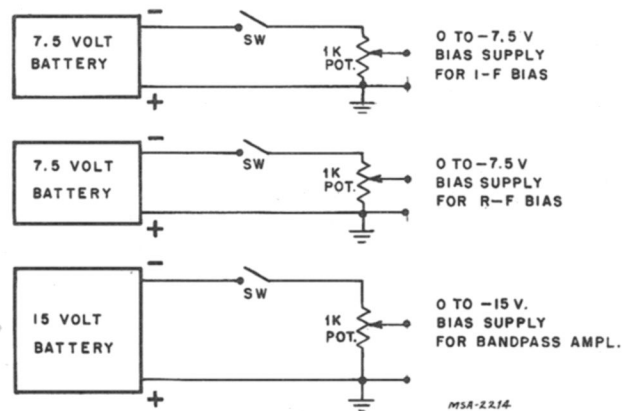 7.5 VOLT
BATTERY
−
+
SW
1K
POT.
0 TO −7.5 V
BIAS SUPPLY
FOR I-F BIAS
7.5 VOLT
BATTERY
−
+
SW
1K
POT.
0 TO −7.5 V
BIAS SUPPLY
FOR R-F BIAS
15 VOLT
BATTERY
−
+
SW
1K
POT.
0 TO −15 V.
BIAS SUPPLY
FOR BANDPASS AMPL.
MSA-2214